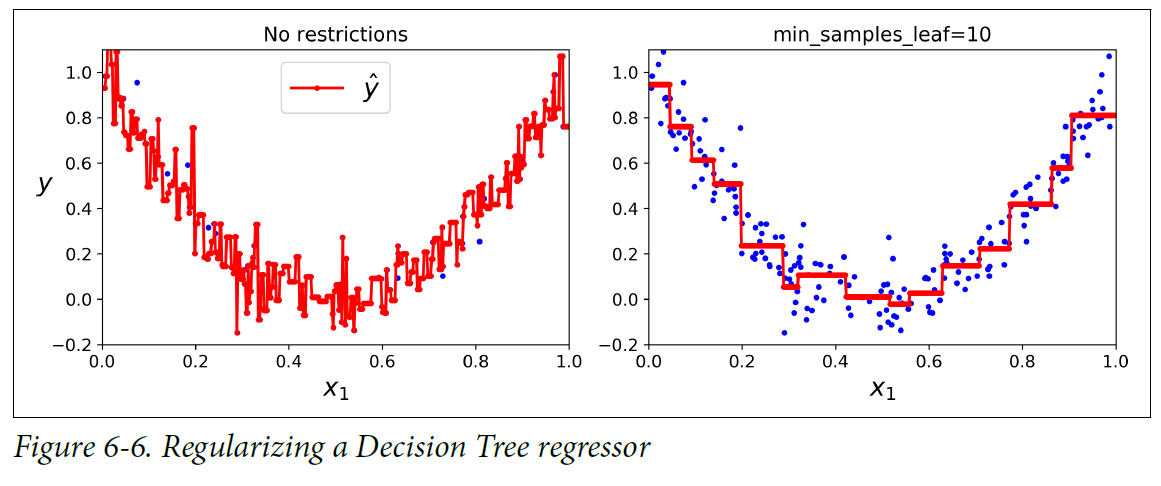 No restrictions
ŷ
y
1.0
0.8
0.6
0.4
0.2
0.0
−0.2
0.0 0.2 0.4 0.6 0.8 1.0
x₁
min_samples_leaf=10
1.0
0.8
0.6
0.4
0.2
0.0
−0.2
0.0 0.2 0.4 0.6 0.8 1.0
x₁
Figure 6-6. Regularizing a Decision Tree regressor